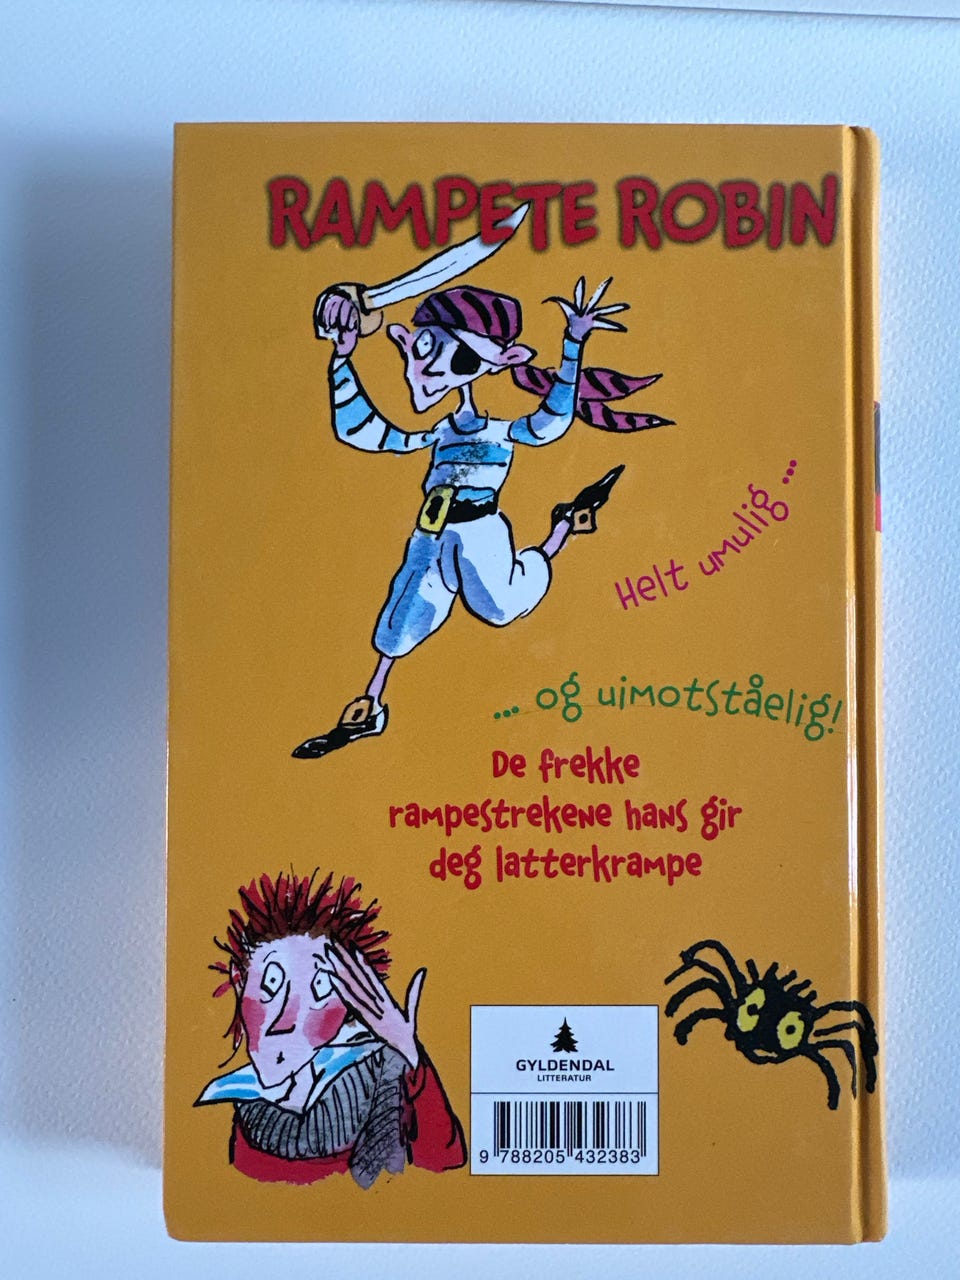 RAMPETE ROBIN
Helt umulig ...
... og uimotståelig!
De frekke
rampestrekene hans gir
deg latterkrampe
GYLDENDAL
LITTERATUR
9 788205 432383